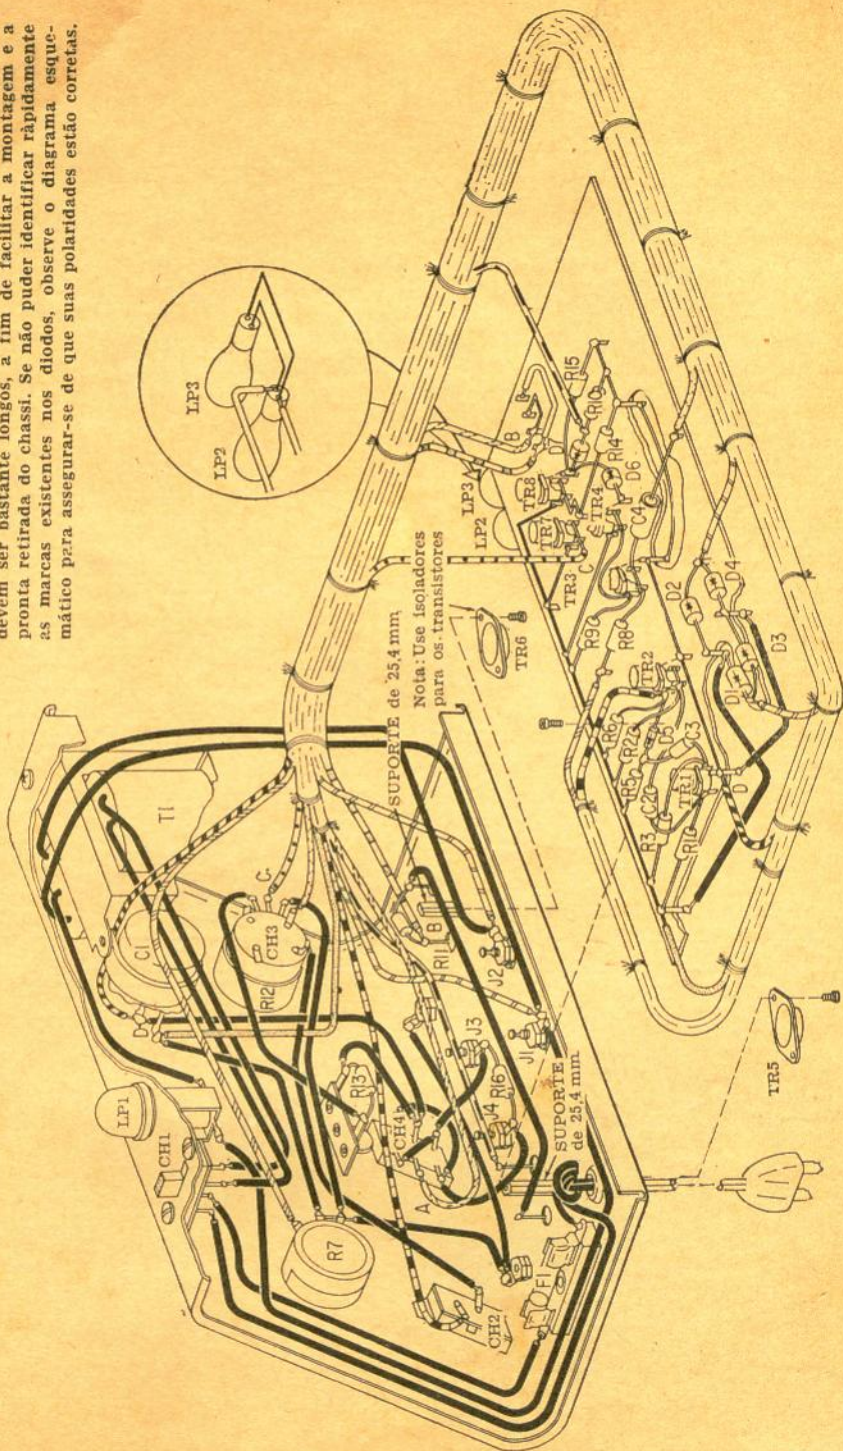 devem ser bastante longos, a fim de facilitar a montagem e a
pronta retirada do chassi. Se não puder identificar ràpidamente
as marcas existentes nos diodos, observe o diagrama esque-
mático para assegurar-se de que suas polaridades estão corretas.
LP3
LP2
T1
C1
D
LP1
CH1
CH3
C
R12
R7
R13
CH4
A
CH2
F1
J4
R16
J3
R11
B
J2
J1
SUPORTE de 25,4 mm
SUPORTE
de 25,4 mm
Nota: Use isoladores
para os transistores
TR6
TR5
LP3
LP2
B
D
R15
R10
R14
TR8
TR7
TR4
D6
C4
C
TR3
R9
R8
D2
D4
D3
D1
TR2
R6
R2
R5
D5
C3
C2
TR1
R3
R1
D